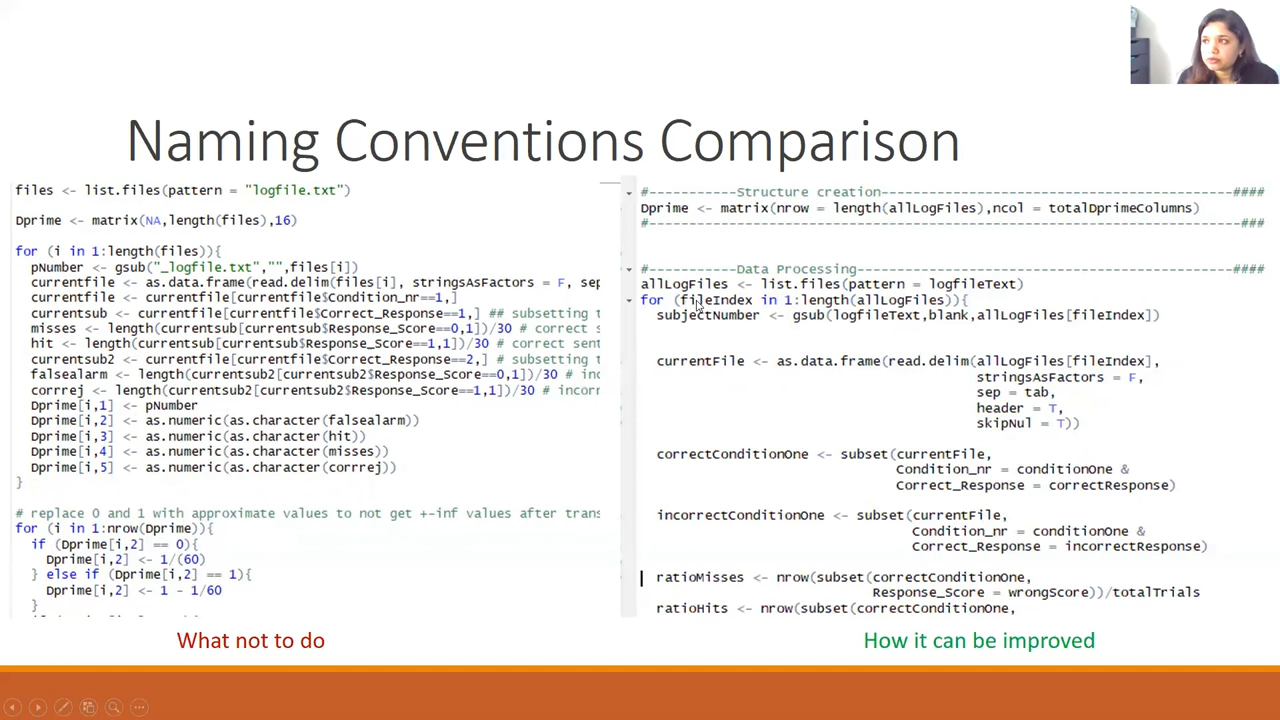 Naming Conventions Comparison
files <- list.files(pattern = "logfile.txt")
Dprime <- matrix(NA,length(files),16)
for (i in 1:length(files)){
pNumber <- gsub("_logfile.txt","",files[i])
currentfile <- as.data.frame(read.delim(files[i], stringsAsFactors = F, sep
currentfile <- currentfile[currentfile$Condition_nr==1,]
currentsub <- currentfile[currentfile$Correct_Response==1,] ## subsetting t
misses <- length(currentsub[currentsub$Response_Score==0,1])/30 # correct s
hit <- length(currentsub[currentsub$Response_Score==1,1])/30 # correct sent
currentsub2 <- currentfile[currentfile$Correct_Response==2,] # subsetting t
falsealarm <- length(currentsub2[currentsub2$Response_Score==0,1])/30 # inc
corrrej <- length(currentsub2[currentsub2$Response_Score==1,1])/30 # incorr
Dprime[i,1] <- pNumber
Dprime[i,2] <- as.numeric(as.character(falsealarm))
Dprime[i,3] <- as.numeric(as.character(hit))
Dprime[i,4] <- as.numeric(as.character(misses))
Dprime[i,5] <- as.numeric(as.character(corrrej))
}
# replace 0 and 1 with approximate values to not get +-inf values after trans
for (i in 1:nrow(Dprime)){
if (Dprime[i,2] == 0){
Dprime[i,2] <- 1/(60)
} else if (Dprime[i,2] == 1){
Dprime[i,2] <- 1 - 1/60
}
What not to do
#-----------Structure creation--------------------------------------####
Dprime <- matrix(nrow = length(allLogFiles),ncol = totalDprimeColumns)
#-------------------------------------------------------------------###
#-----------Data Processing-----------------------------------------####
allLogFiles <- list.files(pattern = logfileText)
for (fileIndex in 1:length(allLogFiles)){
subjectNumber <- gsub(logfileText,blank,allLogFiles[fileIndex])
currentFile <- as.data.frame(read.delim(allLogFiles[fileIndex],
stringsAsFactors = F,
sep = tab,
header = T,
skipNul = T))
correctConditionOne <- subset(currentFile,
Condition_nr = conditionOne &
Correct_Response = correctResponse)
incorrectConditionOne <- subset(currentFile,
Condition_nr = conditionOne &
Correct_Response = incorrectResponse)
ratioMisses <- nrow(subset(correctConditionOne,
Response_Score = wrongScore))/totalTrials
ratioHits <- nrow(subset(correctConditionOne,
How it can be improved